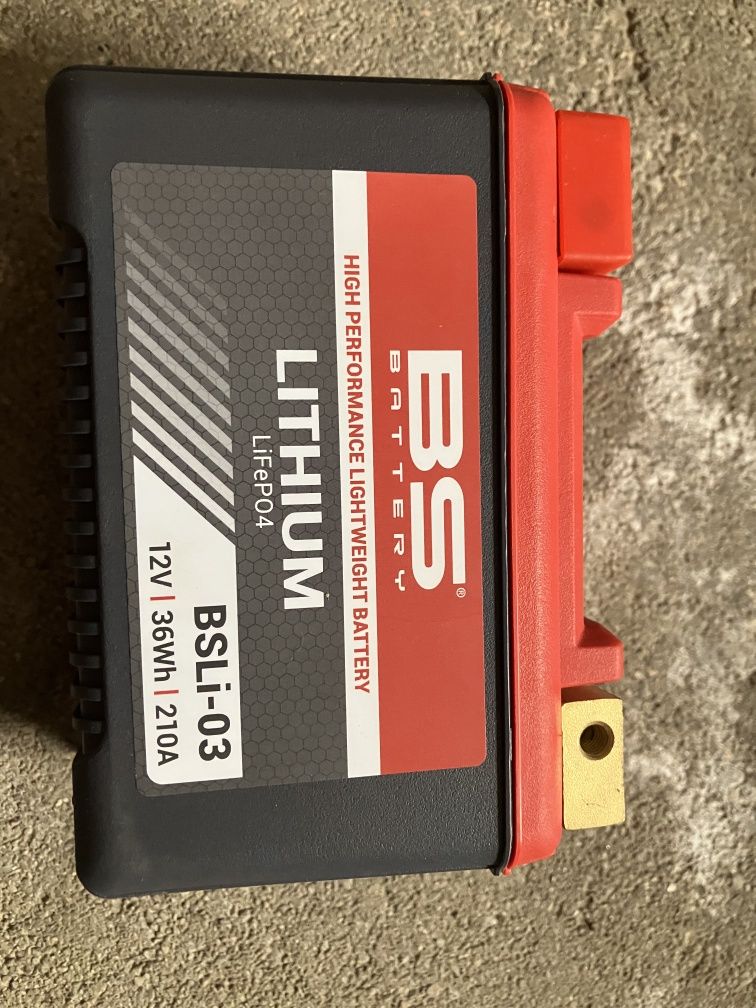 BS®
BATTERY
HIGH PERFORMANCE LIGHTWEIGHT BATTERY
LITHIUM
LiFePO4
BSLi-03
12V | 36Wh | 210A